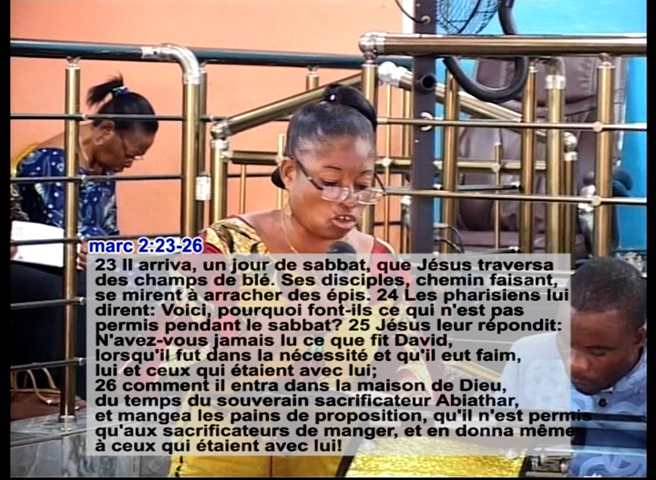 marc 2:23-26
23 Il arriva, un jour de sabbat, que Jésus traversa
des champs de blé. Ses disciples, chemin faisant,
se mirent à arracher des épis. 24 Les pharisiens lui
dirent: Voici, pourquoi font-ils ce qui n'est pas
permis pendant le sabbat? 25 Jésus leur répondit:
N'avez-vous jamais lu ce que fit David,
lorsqu'il fut dans la nécessité et qu'il eut faim,
lui et ceux qui étaient avec lui;
26 comment il entra dans la maison de Dieu,
du temps du souverain sacrificateur Abiathar,
et mangea les pains de proposition, qu'il n'est permis
qu'aux sacrificateurs de manger, et en donna même
à ceux qui étaient avec lui!